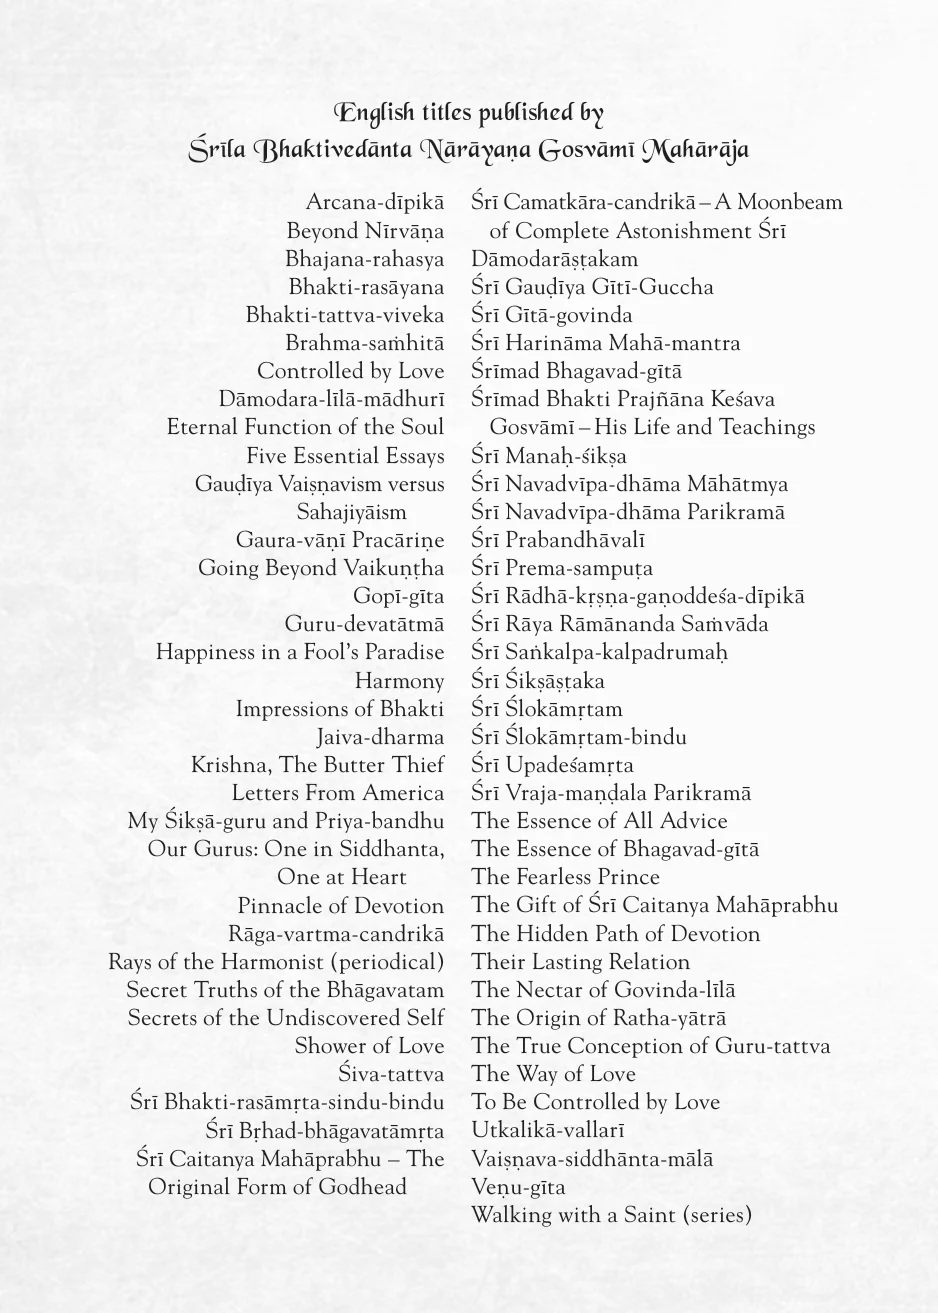 English titles published by
Śrīla Bhaktivedānta Nārāyaṇa Gosvāmī Mahārāja
Arcana-dīpikā
Beyond Nīrvāṇa
Bhajana-rahasya
Bhakti-rasāyana
Bhakti-tattva-viveka
Brahma-saṁhitā
Controlled by Love
Dāmodara-līlā-mādhurī
Eternal Function of the Soul
Five Essential Essays
Gauḍīya Vaiṣṇavism versus
Sahajiyāism
Gaura-vāṇī Pracāriṇe
Going Beyond Vaikuṇṭha
Gopī-gīta
Guru-devatātmā
Happiness in a Fool’s Paradise
Harmony
Impressions of Bhakti
Jaiva-dharma
Krishna, The Butter Thief
Letters From America
My Śikṣā-guru and Priya-bandhu
Our Gurus: One in Siddhanta,
One at Heart
Pinnacle of Devotion
Rāga-vartma-candrikā
Rays of the Harmonist (periodical)
Secret Truths of the Bhāgavatam
Secrets of the Undiscovered Self
Shower of Love
Śiva-tattva
Śrī Bhakti-rasāmṛta-sindu-bindu
Śrī Bṛhad-bhāgavatāmṛta
Śrī Caitanya Mahāprabhu – The
Original Form of Godhead
Śrī Camatkāra-candrikā – A Moonbeam
of Complete Astonishment Śrī
Dāmodarāṣṭakam
Śrī Gauḍīya Gītī-Guccha
Śrī Gītā-govinda
Śrī Harināma Mahā-mantra
Śrīmad Bhagavad-gītā
Śrīmad Bhakti Prajñāna Keśava
Gosvāmī – His Life and Teachings
Śrī Manaḥ-śikṣa
Śrī Navadvīpa-dhāma Māhātmya
Śrī Navadvīpa-dhāma Parikramā
Śrī Prabandhāvalī
Śrī Prema-sampuṭa
Śrī Rādhā-kṛṣṇa-gaṇoddeśa-dīpikā
Śrī Rāya Rāmānanda Saṁvāda
Śrī Saṅkalpa-kalpadrumaḥ
Śrī Śikṣāṣṭaka
Śrī Ślokāmṛtam
Śrī Ślokāmṛtam-bindu
Śrī Upadeśamṛta
Śrī Vraja-maṇḍala Parikramā
The Essence of All Advice
The Essence of Bhagavad-gītā
The Fearless Prince
The Gift of Śrī Caitanya Mahāprabhu
The Hidden Path of Devotion
Their Lasting Relation
The Nectar of Govinda-līlā
The Origin of Ratha-yātrā
The True Conception of Guru-tattva
The Way of Love
To Be Controlled by Love
Utkalikā-vallarī
Vaiṣṇava-siddhānta-mālā
Veṇu-gīta
Walking with a Saint (series)